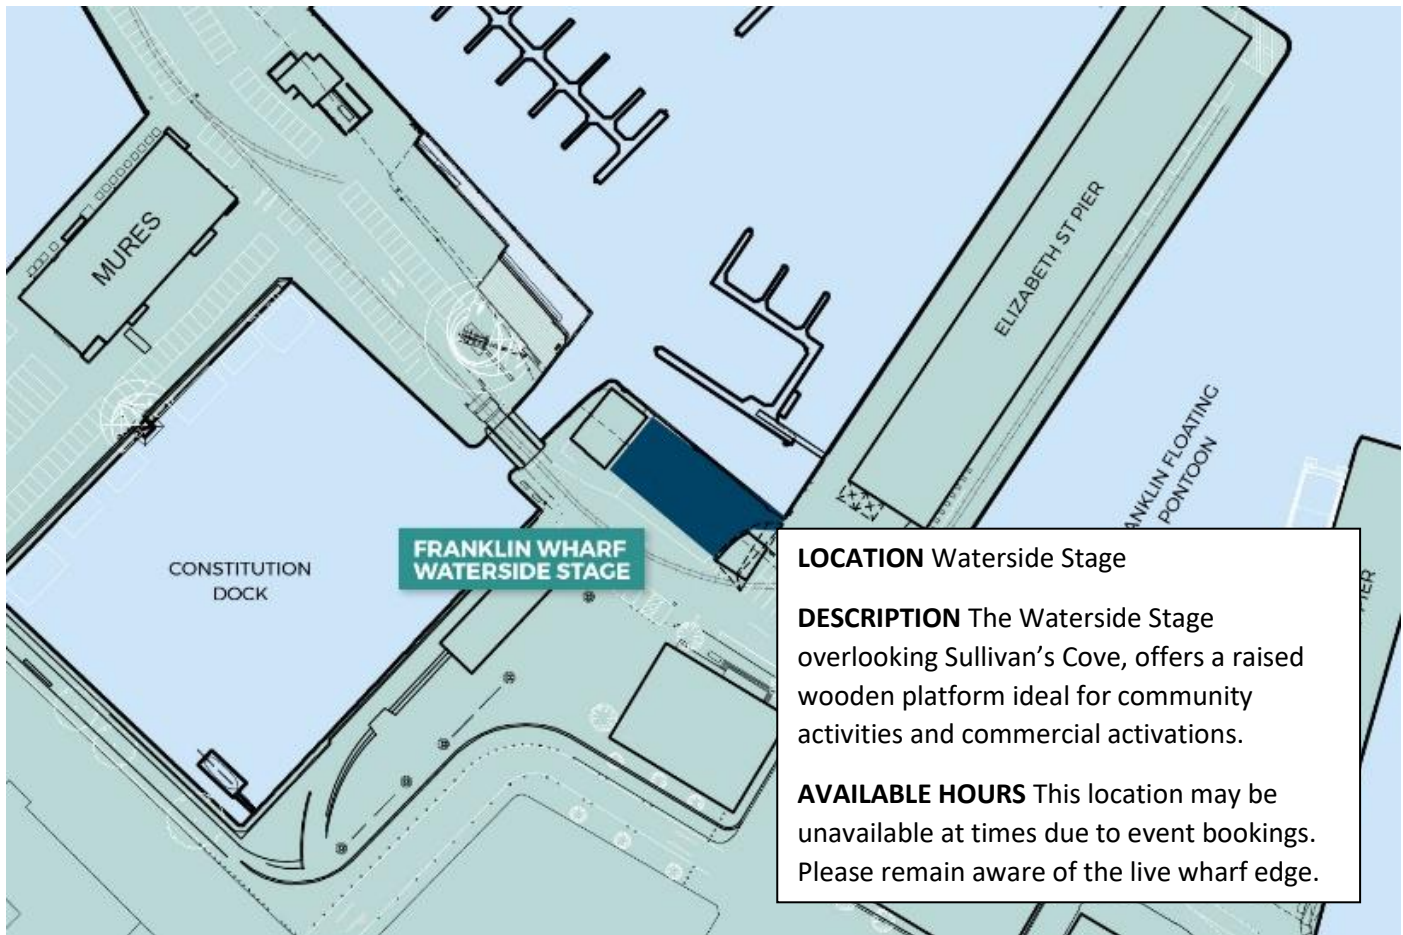 MURES
ELIZABETH ST PIER
ANKLIN FLOATING
PONTOON
CONSTITUTION
DOCK
FRANKLIN WHARF
WATERSIDE STAGE
LOCATION Waterside Stage
DESCRIPTION The Waterside Stage
overlooking Sullivan’s Cove, offers a raised
wooden platform ideal for community
activities and commercial activations.
AVAILABLE HOURS This location may be
unavailable at times due to event bookings.
Please remain aware of the live wharf edge.